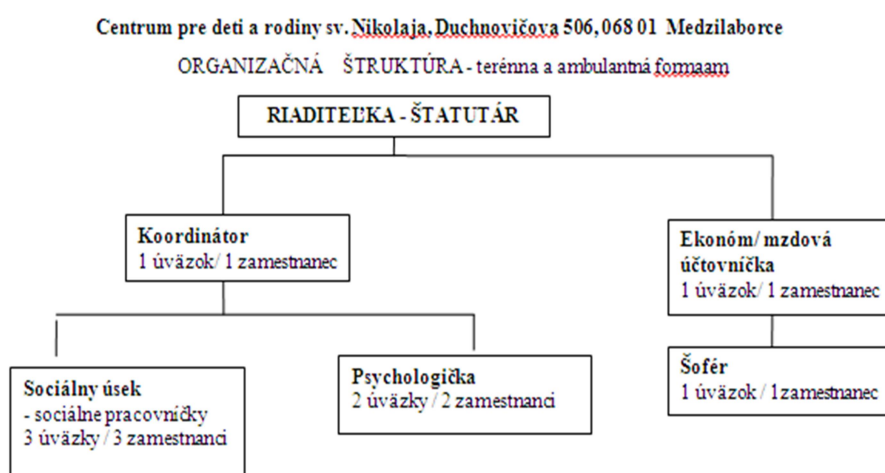 Centrum pre deti a rodiny sv. Nikolaja, Duchnovičova 506, 068 01 Medzilaborce
ORGANIZAČNÁ ŠTRUKTÚRA - terénna a ambulantná formaam
RIADITEĽKA - ŠTATUTÁR
Koordinátor
1 úväzok/ 1 zamestnanec
Ekonóm/ mzdová
účtovníčka
1 úväzok/ 1 zamestnanec
Sociálny úsek
- sociálne pracovníčky
3 úväzky / 3 zamestnanci
Psychologička
2 úväzky / 2 zamestnanci
Šofér
1 úväzok / 1zamestnanec